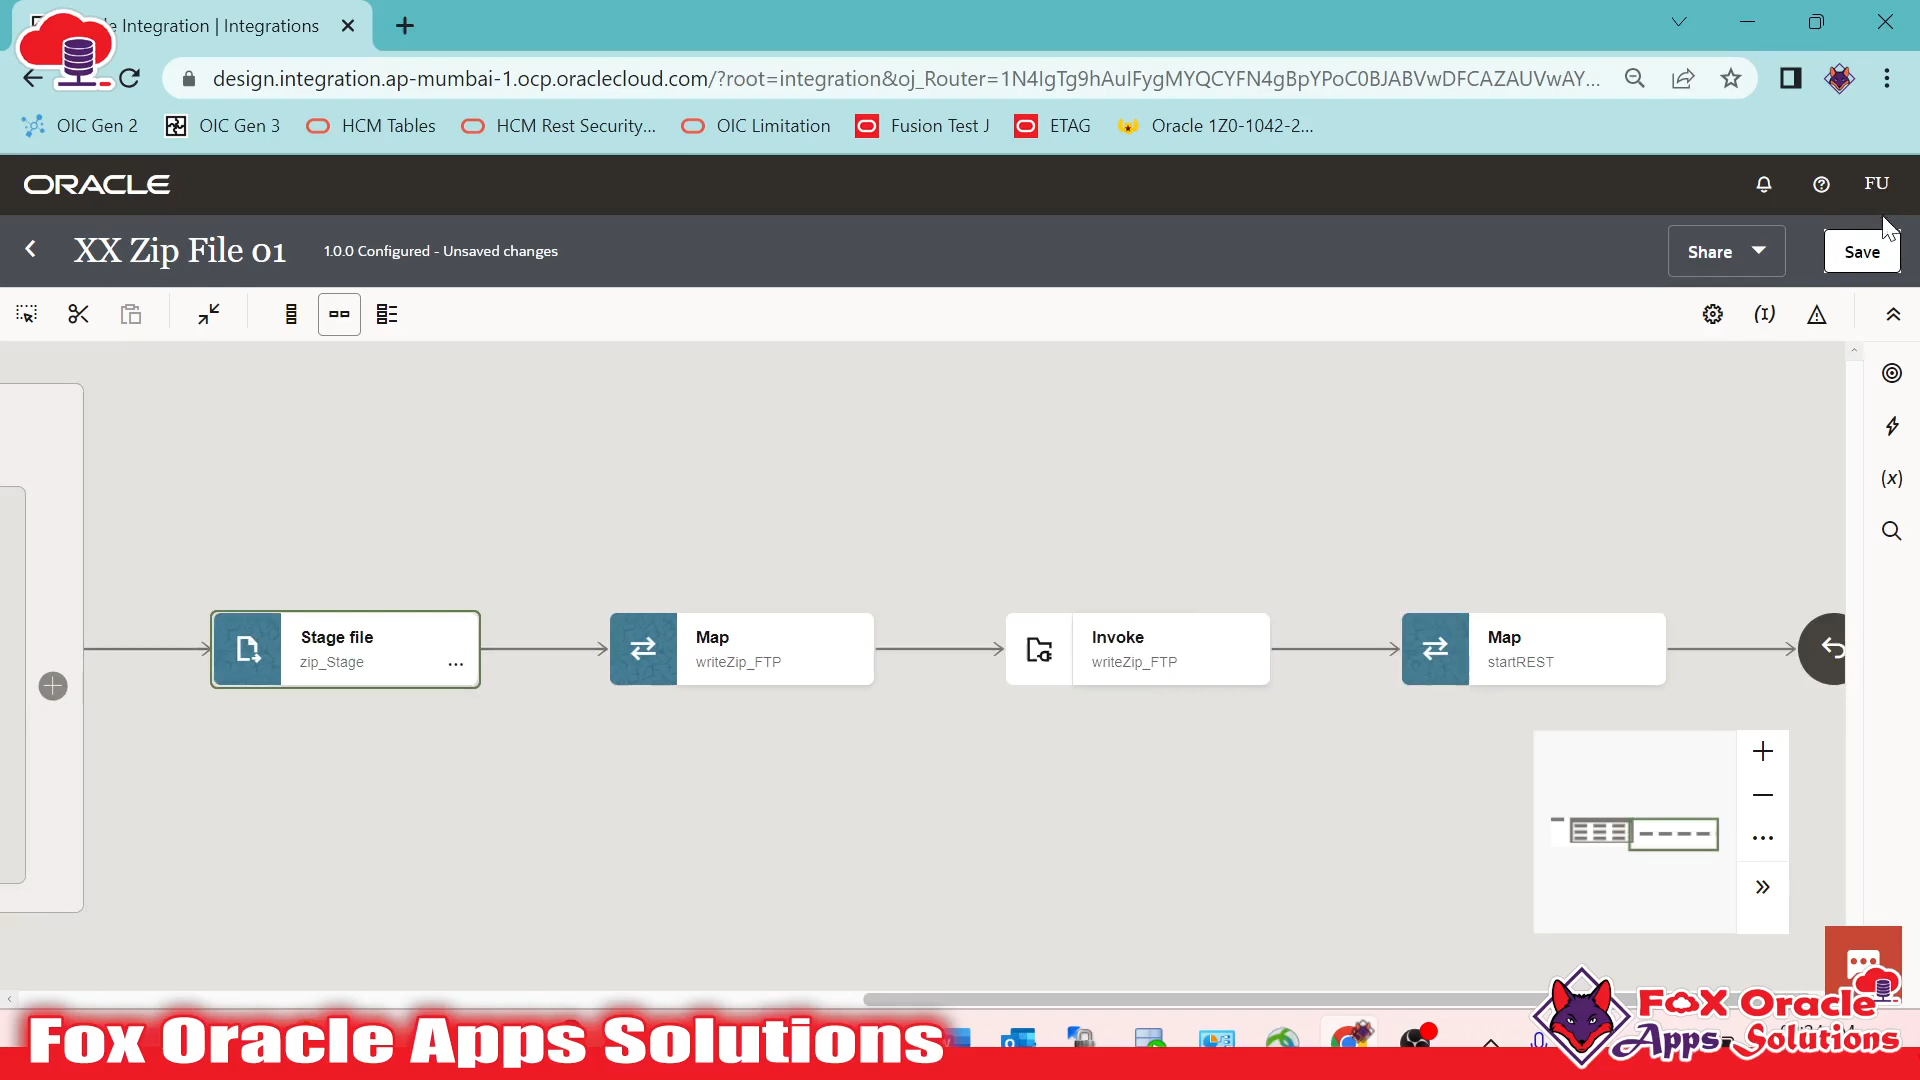 Integration | Integrations
design.integration.ap-mumbai-1.ocp.oraclecloud.com/?root=integration&oj_Router=1N4IgTg9hAuIFygMYQCYFN4gBpYPoC0BJABVwDFCAZAUVwAY...
OIC Gen 2
OIC Gen 3
HCM Tables
HCM Rest Security...
OIC Limitation
Fusion Test J
ETAG
Oracle 1Z0-1042-2...
ORACLE
FU
XX Zip File 01
1.0.0 Configured - Unsaved changes
Share
Save
Stage file
zip_Stage
Map
writeZip_FTP
Invoke
writeZip_FTP
Map
startREST
Fox Oracle Apps Solutions
FOX Oracle
Apps Solutions